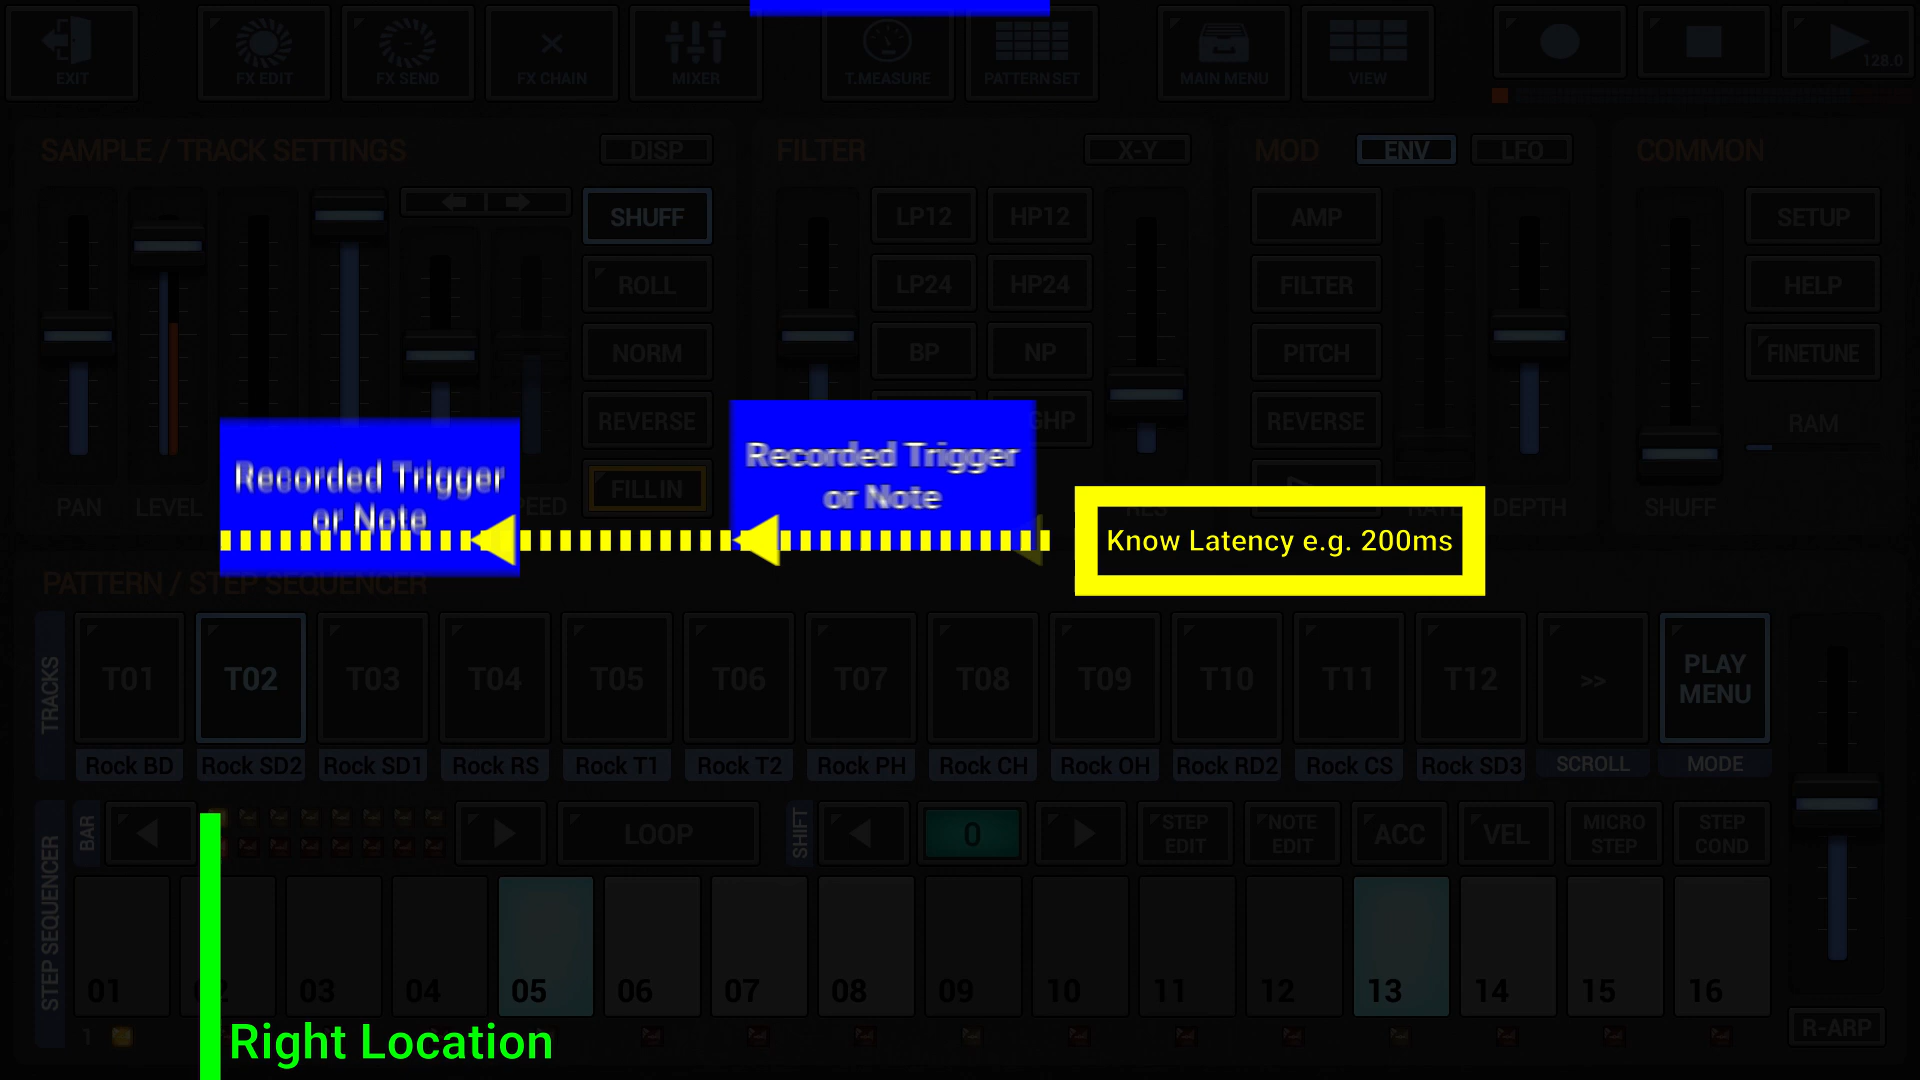 EXIT
FX EDIT
FX SEND
FX CHAIN
MIXER
T.MEASURE
PATTERN SET
MAIN MENU
VIEW
128.0
SAMPLE / TRACK SETTINGS
DISP
FILTER
X-Y
MOD
ENV
LFO
COMMON
SHUFF
LP12
HP12
AMP
SETUP
ROLL
LP24
HP24
FILTER
HELP
NORM
BP
NP
PITCH
FINETUNE
REVERSE
GHP
REVERSE
RAM
Recorded Trigger
or Note
Recorded Trigger
or Note
FILL IN
PAN
LEVEL
EED
RES
RATE
DEPTH
SHUFF
Know Latency e.g. 200ms
PATTERN / STEP SEQUENCER
TRACKS
T01
T02
T03
T04
T05
T06
T07
T08
T09
T10
T11
T12
>>
PLAY
MENU
Rock BD
Rock SD2
Rock SD1
Rock RS
Rock T1
Rock T2
Rock PH
Rock CH
Rock OH
Rock RD2
Rock CS
Rock SD3
SCROLL
MODE
STEP SEQUENCER
BAR
LOOP
SHIFT
0
STEP
EDIT
NOTE
EDIT
ACC
VEL
MICRO
STEP
STEP
COND
01
03
04
05
06
07
08
09
10
11
12
13
14
15
16
1
R-ARP
Right Location